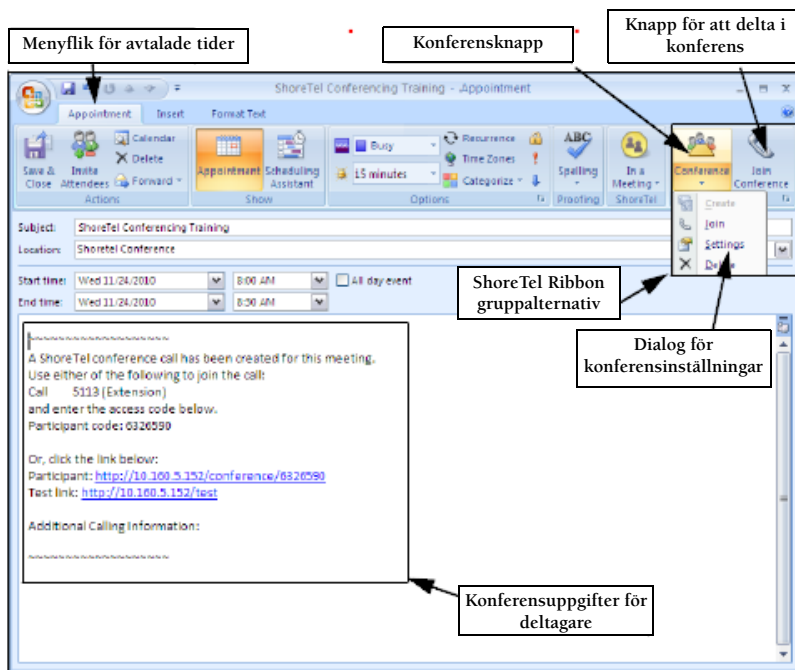 Menyflik för avtalade tider
Konferensknapp
Knapp för att delta i
konferens
ShoreTel Conferencing Training - Appointment
Appointment Insert Format Text
Save &
Close
Invite
Attendees
Calendar
Delete
Forward
Actions
Appointment
Scheduling
Assistant
Show
Busy
15 minutes
Recurrence
Time Zones
Categorize
Options
ABC
Spelling
Proofing
In a
Meeting
ShoreTel
Conference
Join
Conference
Create
Join
Settings
Subject: ShoreTel Conferencing Training
Location: Shoretel Conference
Start time: Wed 11/24/2010 8:00 AM All day event
End time: Wed 11/24/2010 8:30 AM
ShoreTel Ribbon
gruppalternativ
Dialog för
konferensinställningar
~~~~~~~~~~~~~~~~~~~
A ShoreTel conference call has been created for this meeting.
Use either of the following to join the call:
Call 5113 (Extension)
and enter the access code below.
Participant code: 6326590
Or, click the link below:
Participant: http://10.160.5.152/conference/6326590
Test link: http://10.160.5.152/test
Additional Calling Information:
~~~~~~~~~~~~~~~~~~~
Konferensuppgifter för
deltagare